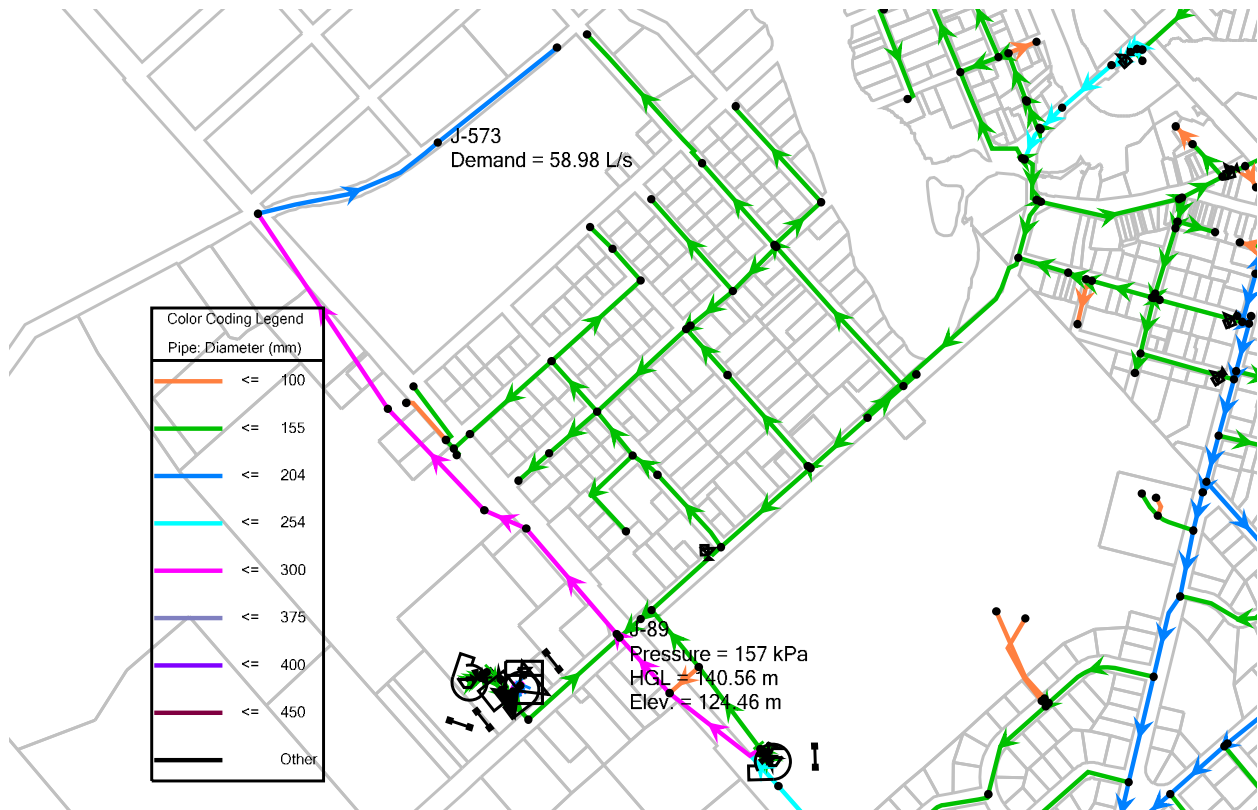 J-573
Demand = 58.98 L/s
Color Coding Legend
Pipe: Diameter (mm)
<= 100
<= 155
<= 204
<= 254
<= 300
<= 375
<= 400
<= 450
Other
J-89
Pressure = 157 kPa
HGL = 140.56 m
Elev. = 124.46 m